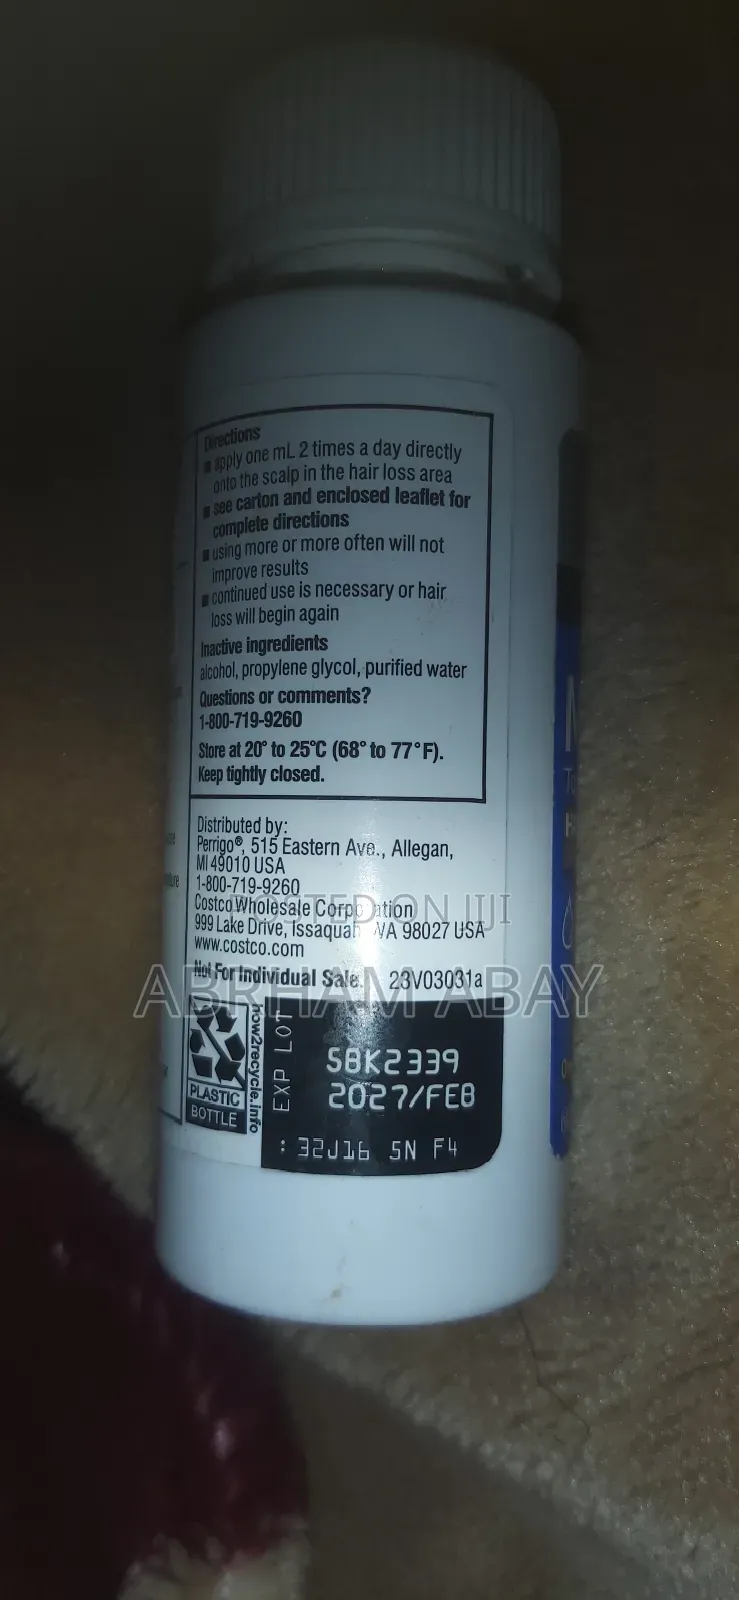 Directions
■ apply one mL 2 times a day directly
onto the scalp in the hair loss area
■ see carton and enclosed leaflet for
complete directions
■ using more or more often will not
improve results
■ continued use is necessary or hair
loss will begin again
Inactive ingredients
alcohol, propylene glycol, purified water
Questions or comments?
1-800-719-9260
Store at 20° to 25°C (68° to 77°F).
Keep tightly closed.
Distributed by:
Perrigo®, 515 Eastern Ave., Allegan,
MI 49010 USA
1-800-719-9260
Costco Wholesale Corporation
999 Lake Drive, Issaquah, WA 98027 USA
www.costco.com
Not For Individual Sale. 23V03031a
PLASTIC
BOTTLE
how2recycle.info
EXP LOT
S8K2339
2027/FEB
: 32J16 SN F4
POSTED ON JIJI
ABRHAM ABAY